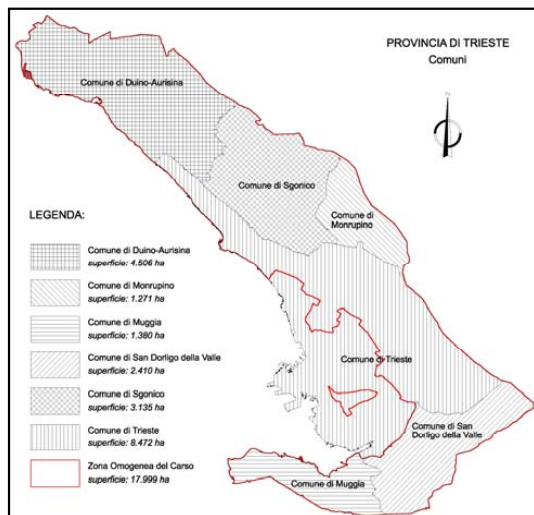 PROVINCIA DI TRIESTE
Comuni
N
Comune di Duino-Aurisina
Comune di Sgonico
Comune di
Monrupino
Comune di Trieste
Comune di San
Dorligo della Valle
Comune di Muggia
LEGENDA:
Comune di Duino-Aurisina
superficie: 4.506 ha
Comune di Monrupino
superficie: 1.271 ha
Comune di Muggia
superficie: 1.380 ha
Comune di San Dorligo della Valle
superficie: 2.410 ha
Comune di Sgonico
superficie: 3.135 ha
Comune di Trieste
superficie: 8.472 ha
Zona Omogenea del Carso
superficie: 17.999 ha